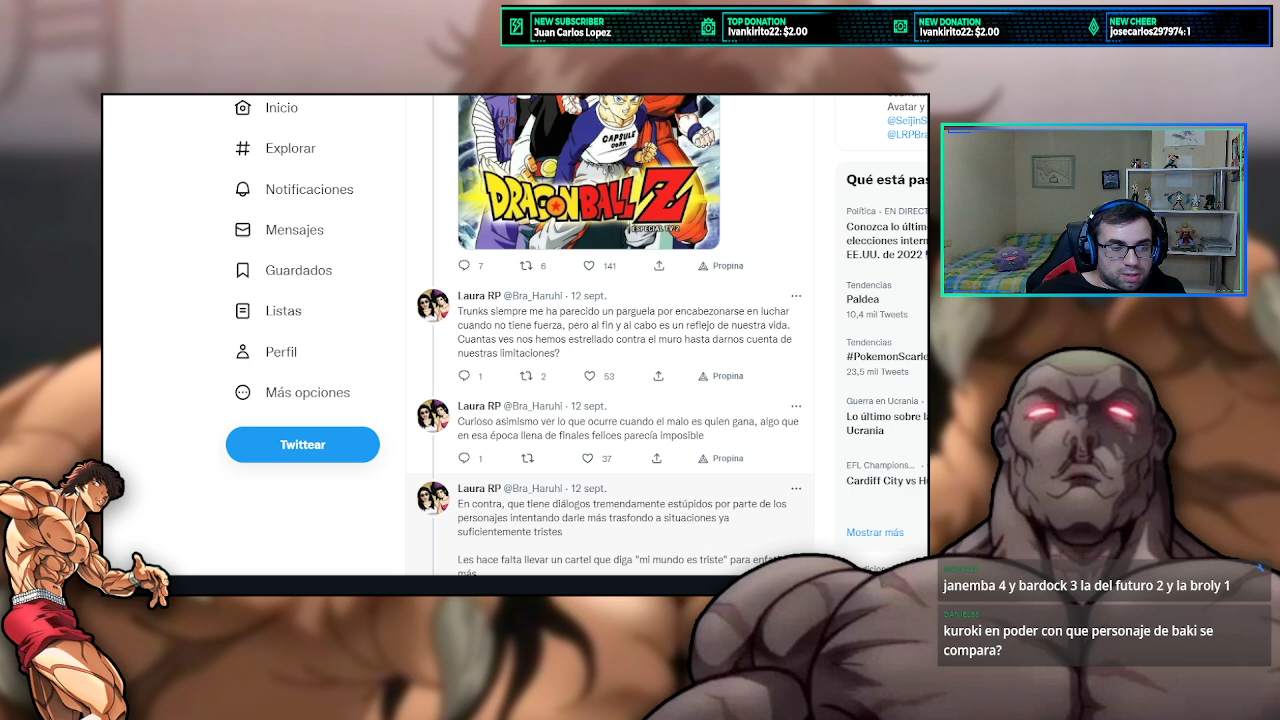 NEW SUBSCRIBER
Juan Carlos Lopez
TOP DONATION
Ivankirito22: $2.00
NEW DONATION
Ivankirito22: $2.00
NEW CHEER
josecarlos297974: 1
Inicio
Explorar
Notificaciones
Mensajes
Guardados
Listas
Perfil
Más opciones
Twittear
CAPSULE
CORP.
DRAGON BALL Z
ESPECIAL TV 2
7 6 141 Propina
Laura RP @Bra_Haruhi · 12 sept.
Trunks siempre me ha parecido un parguela por encabezonarse en luchar
cuando no tiene fuerza, pero al fin y al cabo es un reflejo de nuestra vida.
Cuantas ves nos hemos estrellado contra el muro hasta darnos cuenta de
nuestras limitaciones?
1 2 53 Propina
Laura RP @Bra_Haruhi · 12 sept.
Curioso asimismo ver lo que ocurre cuando el malo es quien gana, algo que
en esa época llena de finales felices parecía imposible
1 37 Propina
Laura RP @Bra_Haruhi · 12 sept.
En contra, que tiene diálogos tremendamente estúpidos por parte de los
personajes intentando darle más trasfondo a situaciones ya
suficientemente tristes
Les hace falta llevar un cartel que diga "mi mundo es triste" para
más
Avatar y
@SeijinS
@LRPBra
Qué está pas
Política · EN DIRECT
Conozca lo últim
elecciones intern
EE.UU. de 2022
Tendencias
Paldea
10,4 mil Tweets
Tendencias
#PokemonScarle
23,5 mil Tweets
Guerra en Ucrania ·
Lo último sobre l
Ucrania
EFL Champions... ·
Cardiff City vs H
Mostrar más
janemba 4 y bardock 3 la del futuro 2 y la broly 1
kuroki en poder con que personaje de baki se
compara?